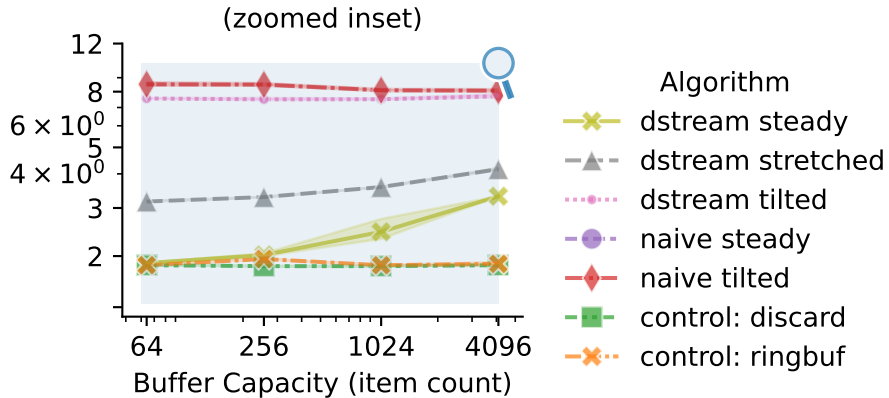 (zoomed inset)
12
8
6 × 10⁰
5
4 × 10⁰
3
2
64 256 1024 4096
Buffer Capacity (item count)
Algorithm
dstream steady
dstream stretched
dstream tilted
naive steady
naive tilted
control: discard
control: ringbuf